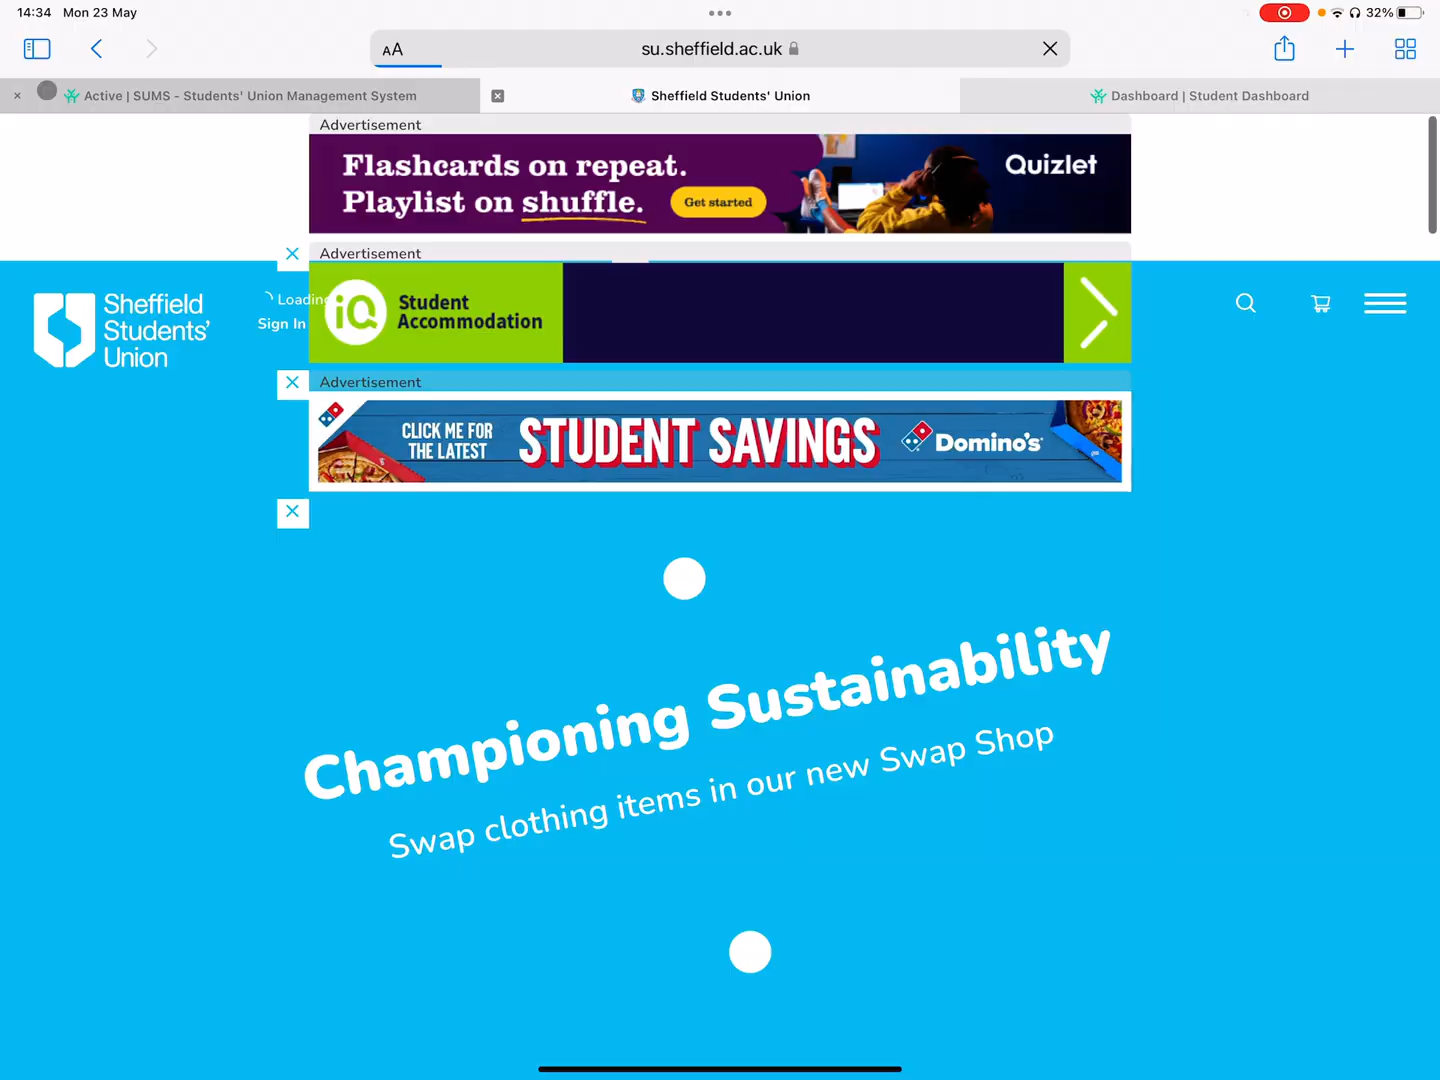 14:34 Mon 23 May
32%
AA su.sheffield.ac.uk
Active | SUMS - Students' Union Management System
Sheffield Students' Union
Dashboard | Student Dashboard
Advertisement
Flashcards on repeat.
Playlist on shuffle.
Get started
Quizlet
Advertisement
Sheffield
Students'
Union
Loading
Sign In
iQ Student
Accommodation
Advertisement
CLICK ME FOR
THE LATEST
STUDENT SAVINGS
Domino's
Championing Sustainability
Swap clothing items in our new Swap Shop